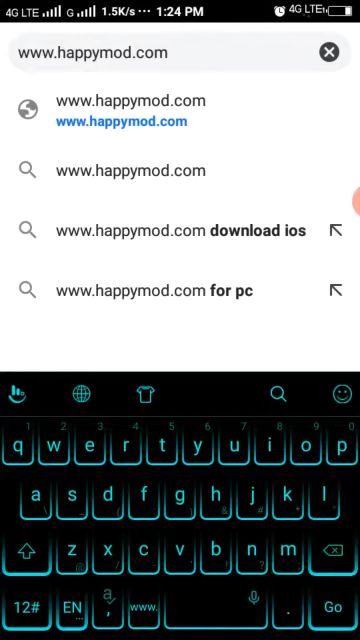 4G LTE G 1.5K/s ··· 1:24 PM 4G LTE
www.happymod.com
www.happymod.com
www.happymod.com
www.happymod.com
www.happymod.com download ios
www.happymod.com for pc
1 2 3 4 5 6 7 8 9 0
q w e r t y u i o p
a s d f g h j k l
z x c v b n m
12# EN , www. . Go